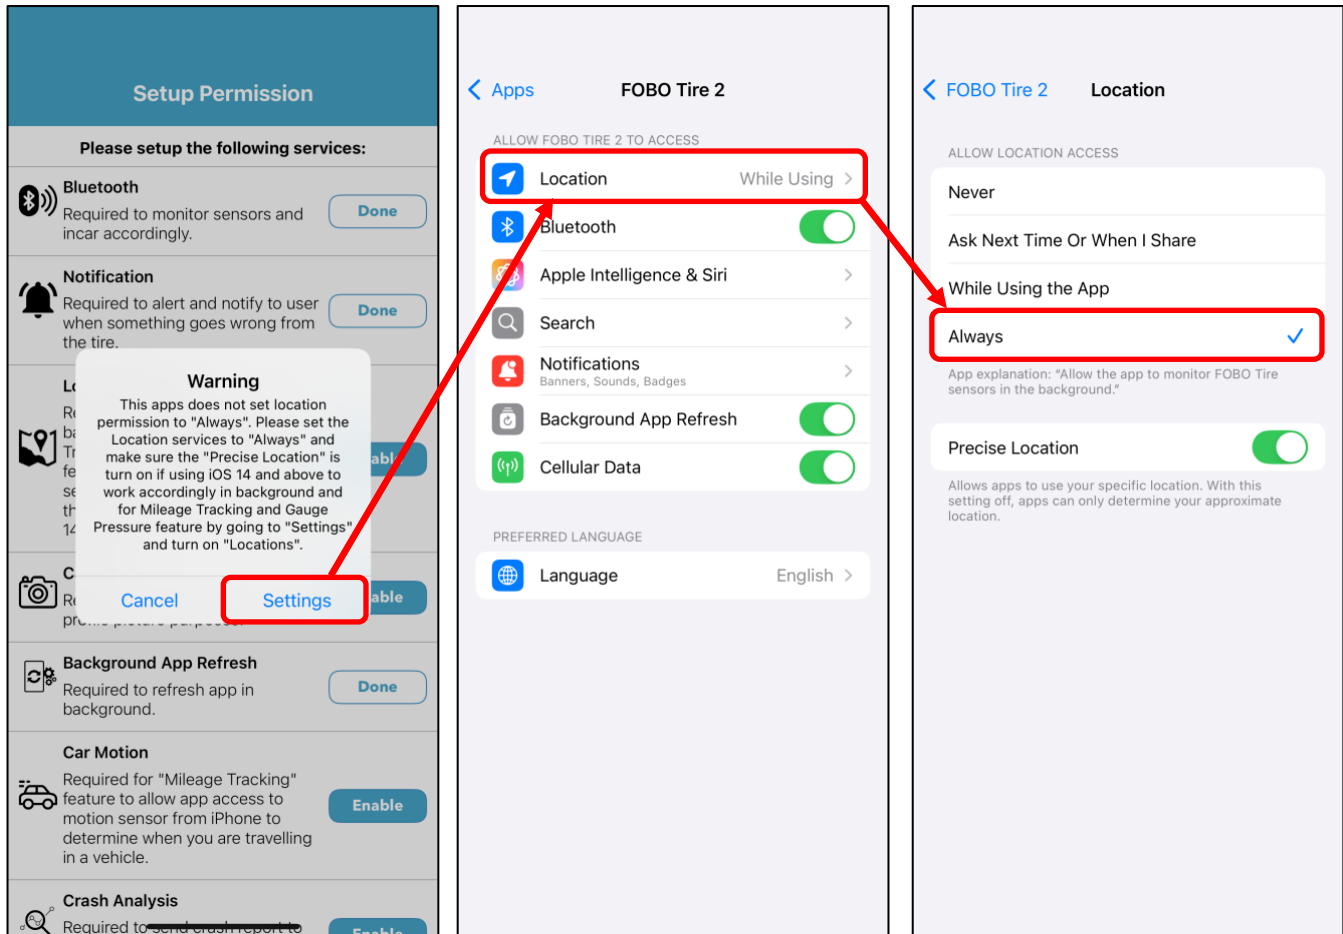 Setup Permission
Please setup the following services:
Bluetooth
Required to monitor sensors and
incar accordingly.
Done
Notification
Required to alert and notify to user
when something goes wrong from
the tire.
Done
Warning
This apps does not set location
permission to "Always". Please set the
Location services to "Always" and
make sure the "Precise Location" is
turn on if using iOS 14 and above to
work accordingly in background and
for Mileage Tracking and Gauge
Pressure feature by going to "Settings"
and turn on "Locations".
Cancel
Settings
Background App Refresh
Required to refresh app in
background.
Done
Car Motion
Required for "Mileage Tracking"
feature to allow app access to
motion sensor from iPhone to
determine when you are travelling
in a vehicle.
Enable
Crash Analysis
Required to send crash report to
Enable
Apps
FOBO Tire 2
ALLOW FOBO TIRE 2 TO ACCESS
Location
While Using
Bluetooth
Apple Intelligence & Siri
Search
Notifications
Banners, Sounds, Badges
Background App Refresh
Cellular Data
PREFERRED LANGUAGE
Language
English
FOBO Tire 2
Location
ALLOW LOCATION ACCESS
Never
Ask Next Time Or When I Share
While Using the App
Always
App explanation: “Allow the app to monitor FOBO Tire
sensors in the background.”
Precise Location
Allows apps to use your specific location. With this
setting off, apps can only determine your approximate
location.